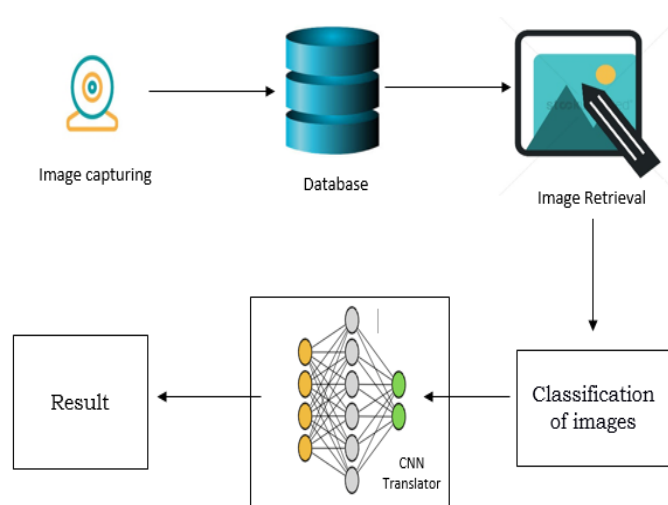 Image capturing
Database
Image Retrieval
Classification
of images
CNN
Translator
Result